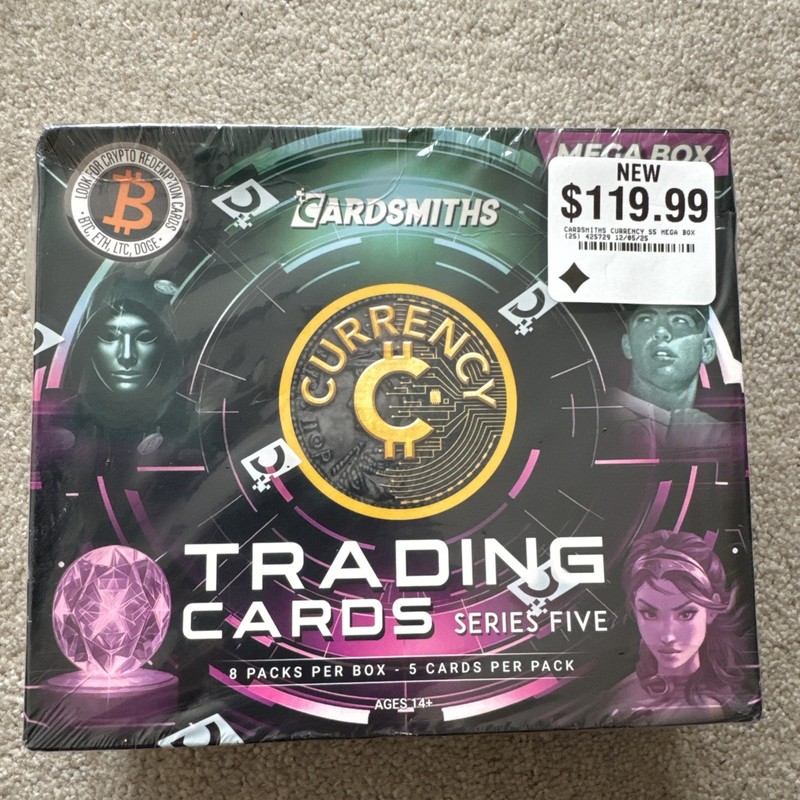 LOOK FOR CRYPTO REDEMPTION CARDS
• BTC, ETH, LTC, DOGE •
MEGA BOX
NEW
$119.99
CARDSMITHS CURRENCY S5 MEGA BOX
(25) 425729 12/05/25
CARDSMITHS
CURRENCY
TRADING
CARDS SERIES FIVE
8 PACKS PER BOX - 5 CARDS PER PACK
AGES 14+